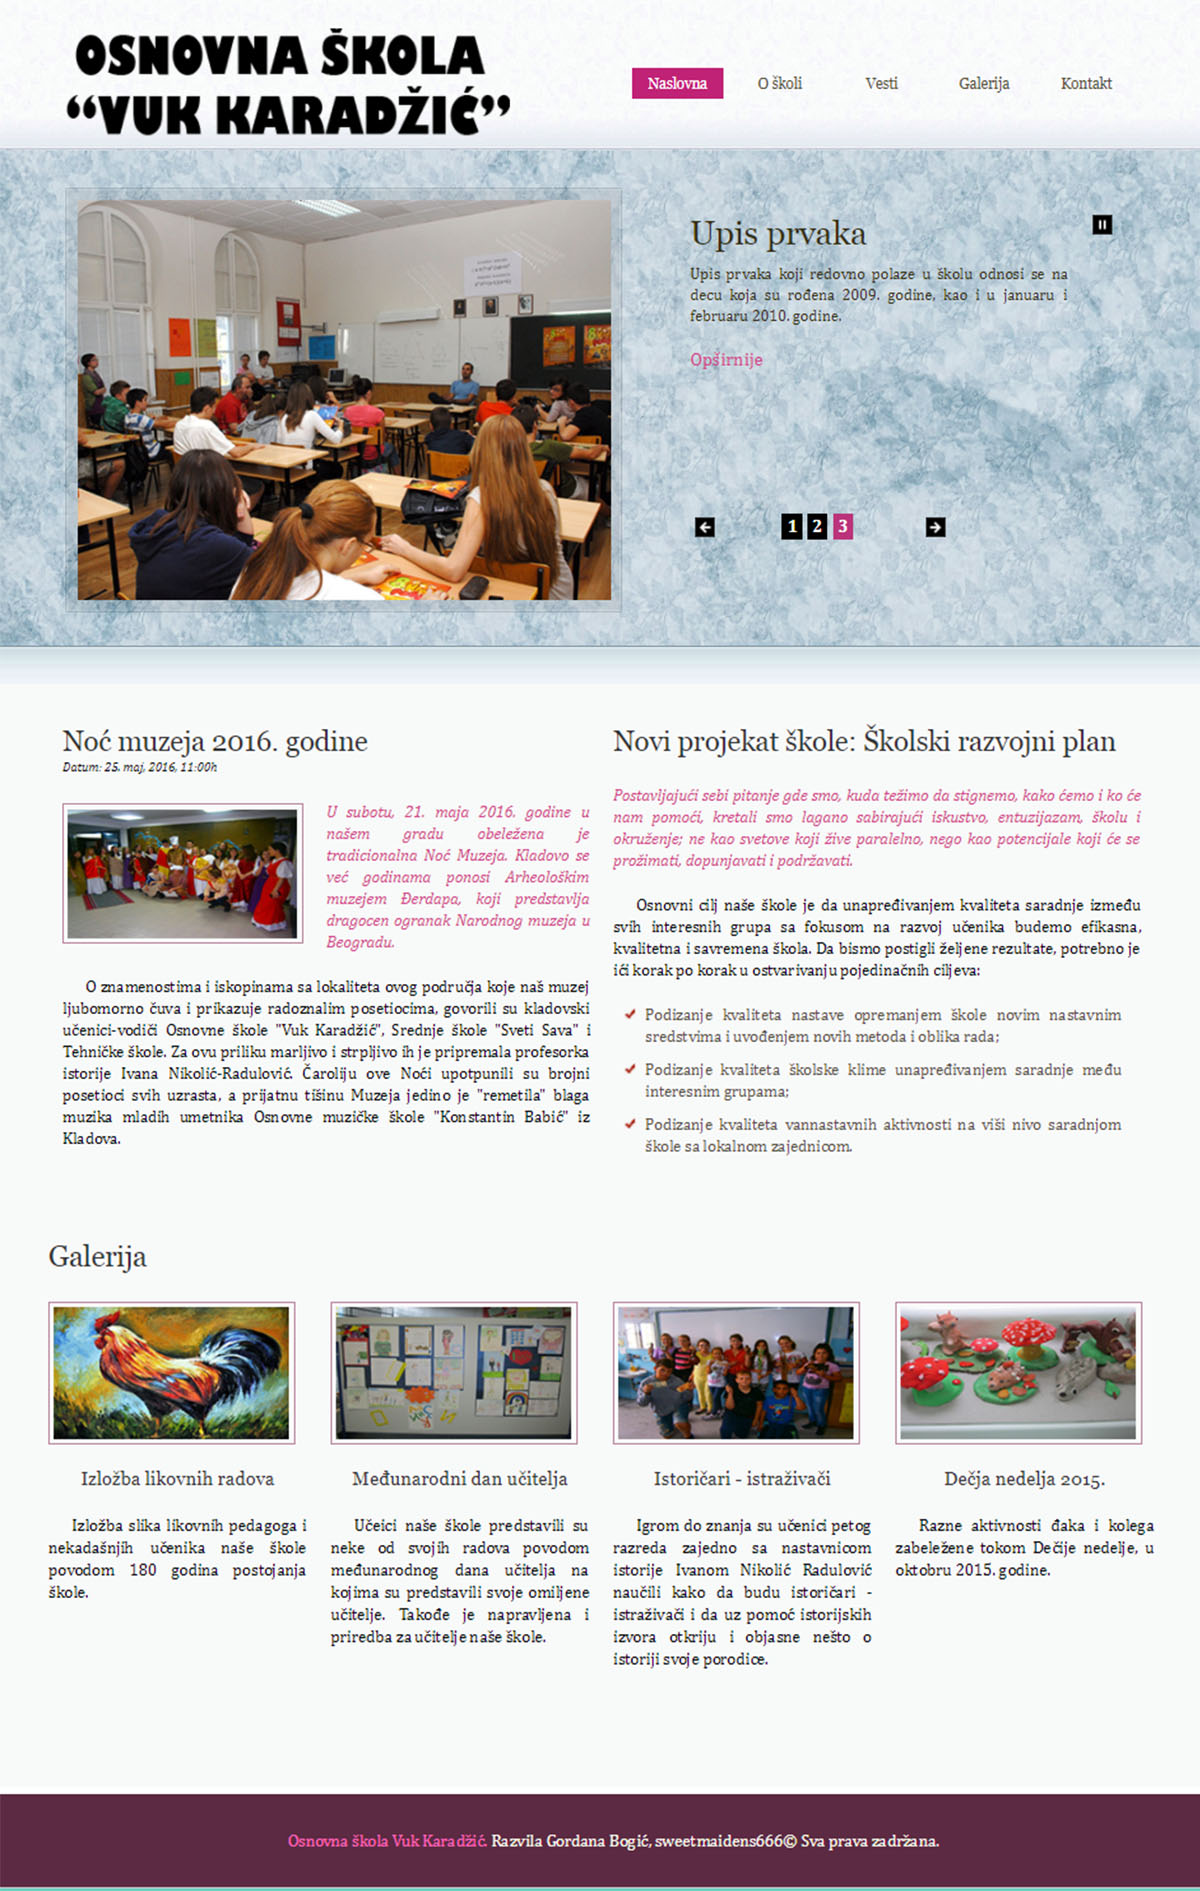 OSNOVNA ŠKOLA
“VUK KARADŽIĆ”
Naslovna O školi Vesti Galerija Kontakt
Upis prvaka
Upis prvaka koji redovno polaze u školu odnosi se na
decu koja su rođena 2009. godine, kao i u januaru i
februaru 2010. godine.
Opširnije
1 2 3
Noć muzeja 2016. godine
Datum: 25. maj, 2016, 11:00h
U subotu, 21. maja 2016. godine u
našem gradu obeležena je
tradicionalna Noć Muzeja. Kladovo se
već godinama ponosi Arheološkim
muzejem Đerdapa, koji predstavlja
dragocen ogranak Narodnog muzeja u
Beogradu.
O znamenostima i iskopinama sa lokaliteta ovog područja koje naš muzej
ljubomorno čuva i prikazuje radoznalim posetiocima, govorili su kladovski
učenici-vodiči Osnovne škole "Vuk Karadžić", Srednje škole "Sveti Sava" i
Tehničke škole. Za ovu priliku marljivo i strpljivo ih je pripremala profesorka
istorije Ivana Nikolić-Radulović. Čaroliju ove Noći upotpunili su brojni
posetioci svih uzrasta, a prijatnu tišinu Muzeja jedino je "remetila" blaga
muzika mladih umetnika Osnovne muzičke škole "Konstantin Babić" iz
Kladova.
Novi projekat škole: Školski razvojni plan
Postavljajući sebi pitanje gde smo, kuda težimo da stignemo, kako ćemo i ko će
nam pomoći, kretali smo lagano sabirajući iskustvo, entuzijazam, školu i
okruženje; ne kao svetove koji žive paralelno, nego kao potencijale koji će se
prožimati, dopunjavati i podržavati.
Osnovni cilj naše škole je da unapređivanjem kvaliteta saradnje između
svih interesnih grupa sa fokusom na razvoj učenika budemo efikasna,
kvalitetna i savremena škola. Da bismo postigli željene rezultate, potrebno je
ići korak po korak u ostvarivanju pojedinačnih ciljeva:
Podizanje kvaliteta nastave opremanjem škole novim nastavnim
sredstvima i uvođenjem novih metoda i oblika rada;
Podizanje kvaliteta školske klime unapređivanjem saradnje među
interesnim grupama;
Podizanje kvaliteta vannastavnih aktivnosti na viši nivo saradnjom
škole sa lokalnom zajednicom.
Galerija
Izložba likovnih radova
Izložba slika likovnih pedagoga i
nekadašnjih učenika naše škole
povodom 180 godina postojanja
škole.
Međunarodni dan učitelja
Učeici naše škole predstavili su
neke od svojih radova povodom
međunarodnog dana učitelja na
kojima su predstavili svoje omiljene
učitelje. Takođe je napravljena i
priredba za učitelje naše škole.
Istoričari - istraživači
Igrom do znanja su učenici petog
razreda zajedno sa nastavnicom
istorije Ivanom Nikolić Radulović
naučili kako da budu istoričari -
istraživači i da uz pomoć istorijskih
izvora otkriju i objasne nešto o
istoriji svoje porodice.
Dečja nedelja 2015.
Razne aktivnosti đaka i kolega
zabeležene tokom Dečije nedelje, u
oktobru 2015. godine.
Osnovna škola Vuk Karadžić. Razvila Gordana Bogić, sweetmaidens666© Sva prava zadržana.